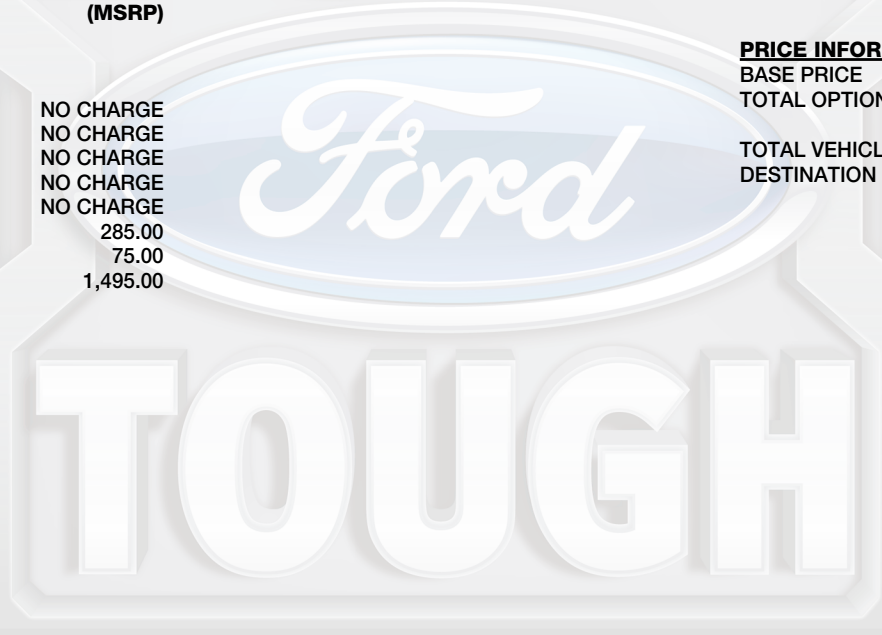 (MSRP)
NO CHARGE
NO CHARGE
NO CHARGE
NO CHARGE
NO CHARGE
285.00
75.00
1,495.00
PRICE INFOR
BASE PRICE
TOTAL OPTION
TOTAL VEHICL
DESTINATION
Ford
TOUGH